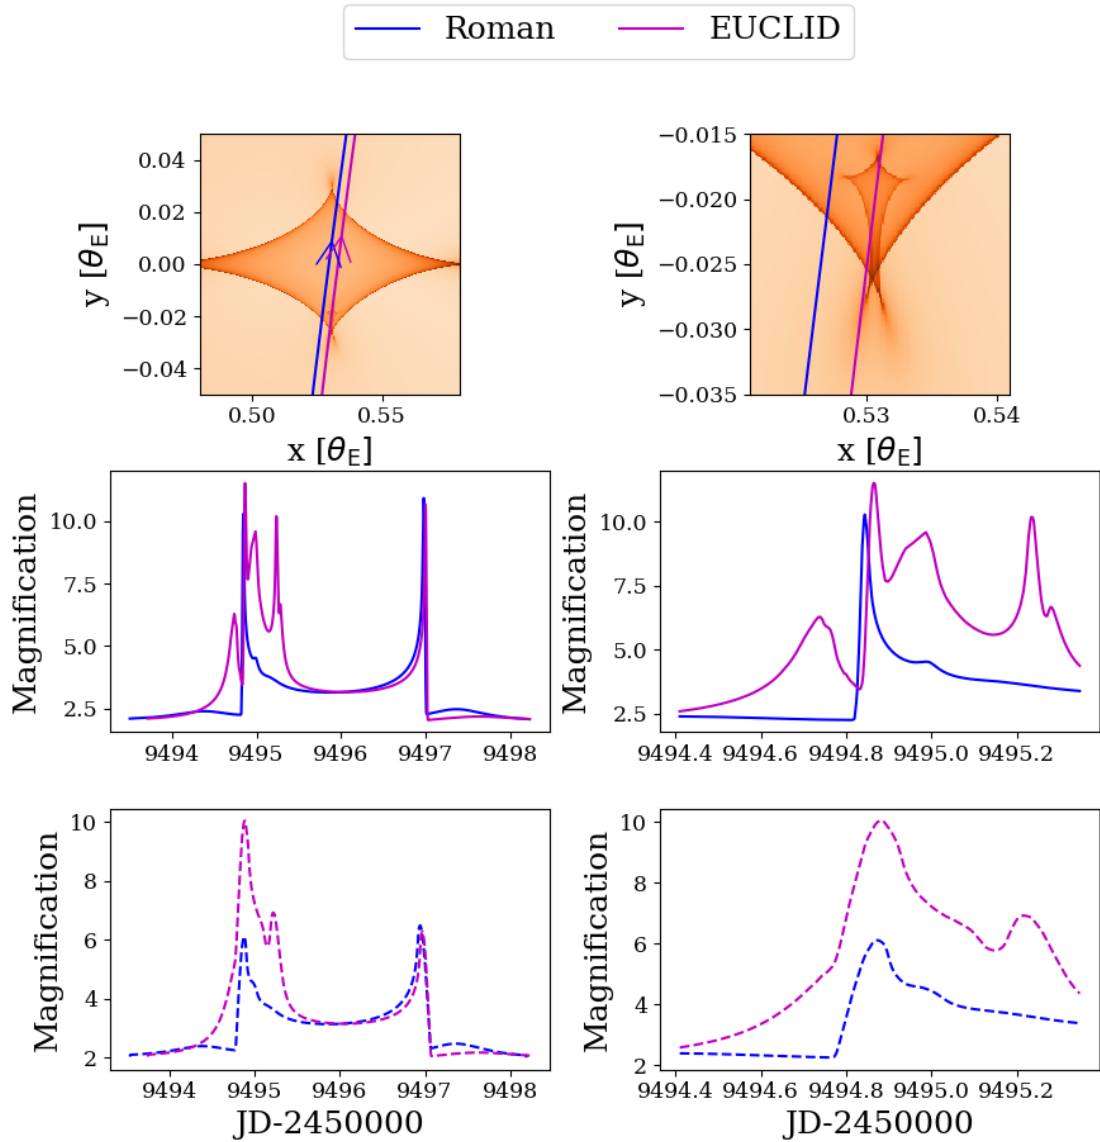 Roman EUCLID
0.04
0.02
0.00
−0.02
−0.04
y [θE]
0.50 0.55
x [θE]
−0.015
−0.020
−0.025
−0.030
−0.035
y [θE]
0.53 0.54
x [θE]
10.0
7.5
5.0
2.5
Magnification
9494 9495 9496 9497 9498
10.0
7.5
5.0
2.5
Magnification
9494.4 9494.6 9494.8 9495.0 9495.2
10
8
6
4
2
Magnification
9494 9495 9496 9497 9498
JD-2450000
10
8
6
4
2
Magnification
9494.4 9494.6 9494.8 9495.0 9495.2
JD-2450000